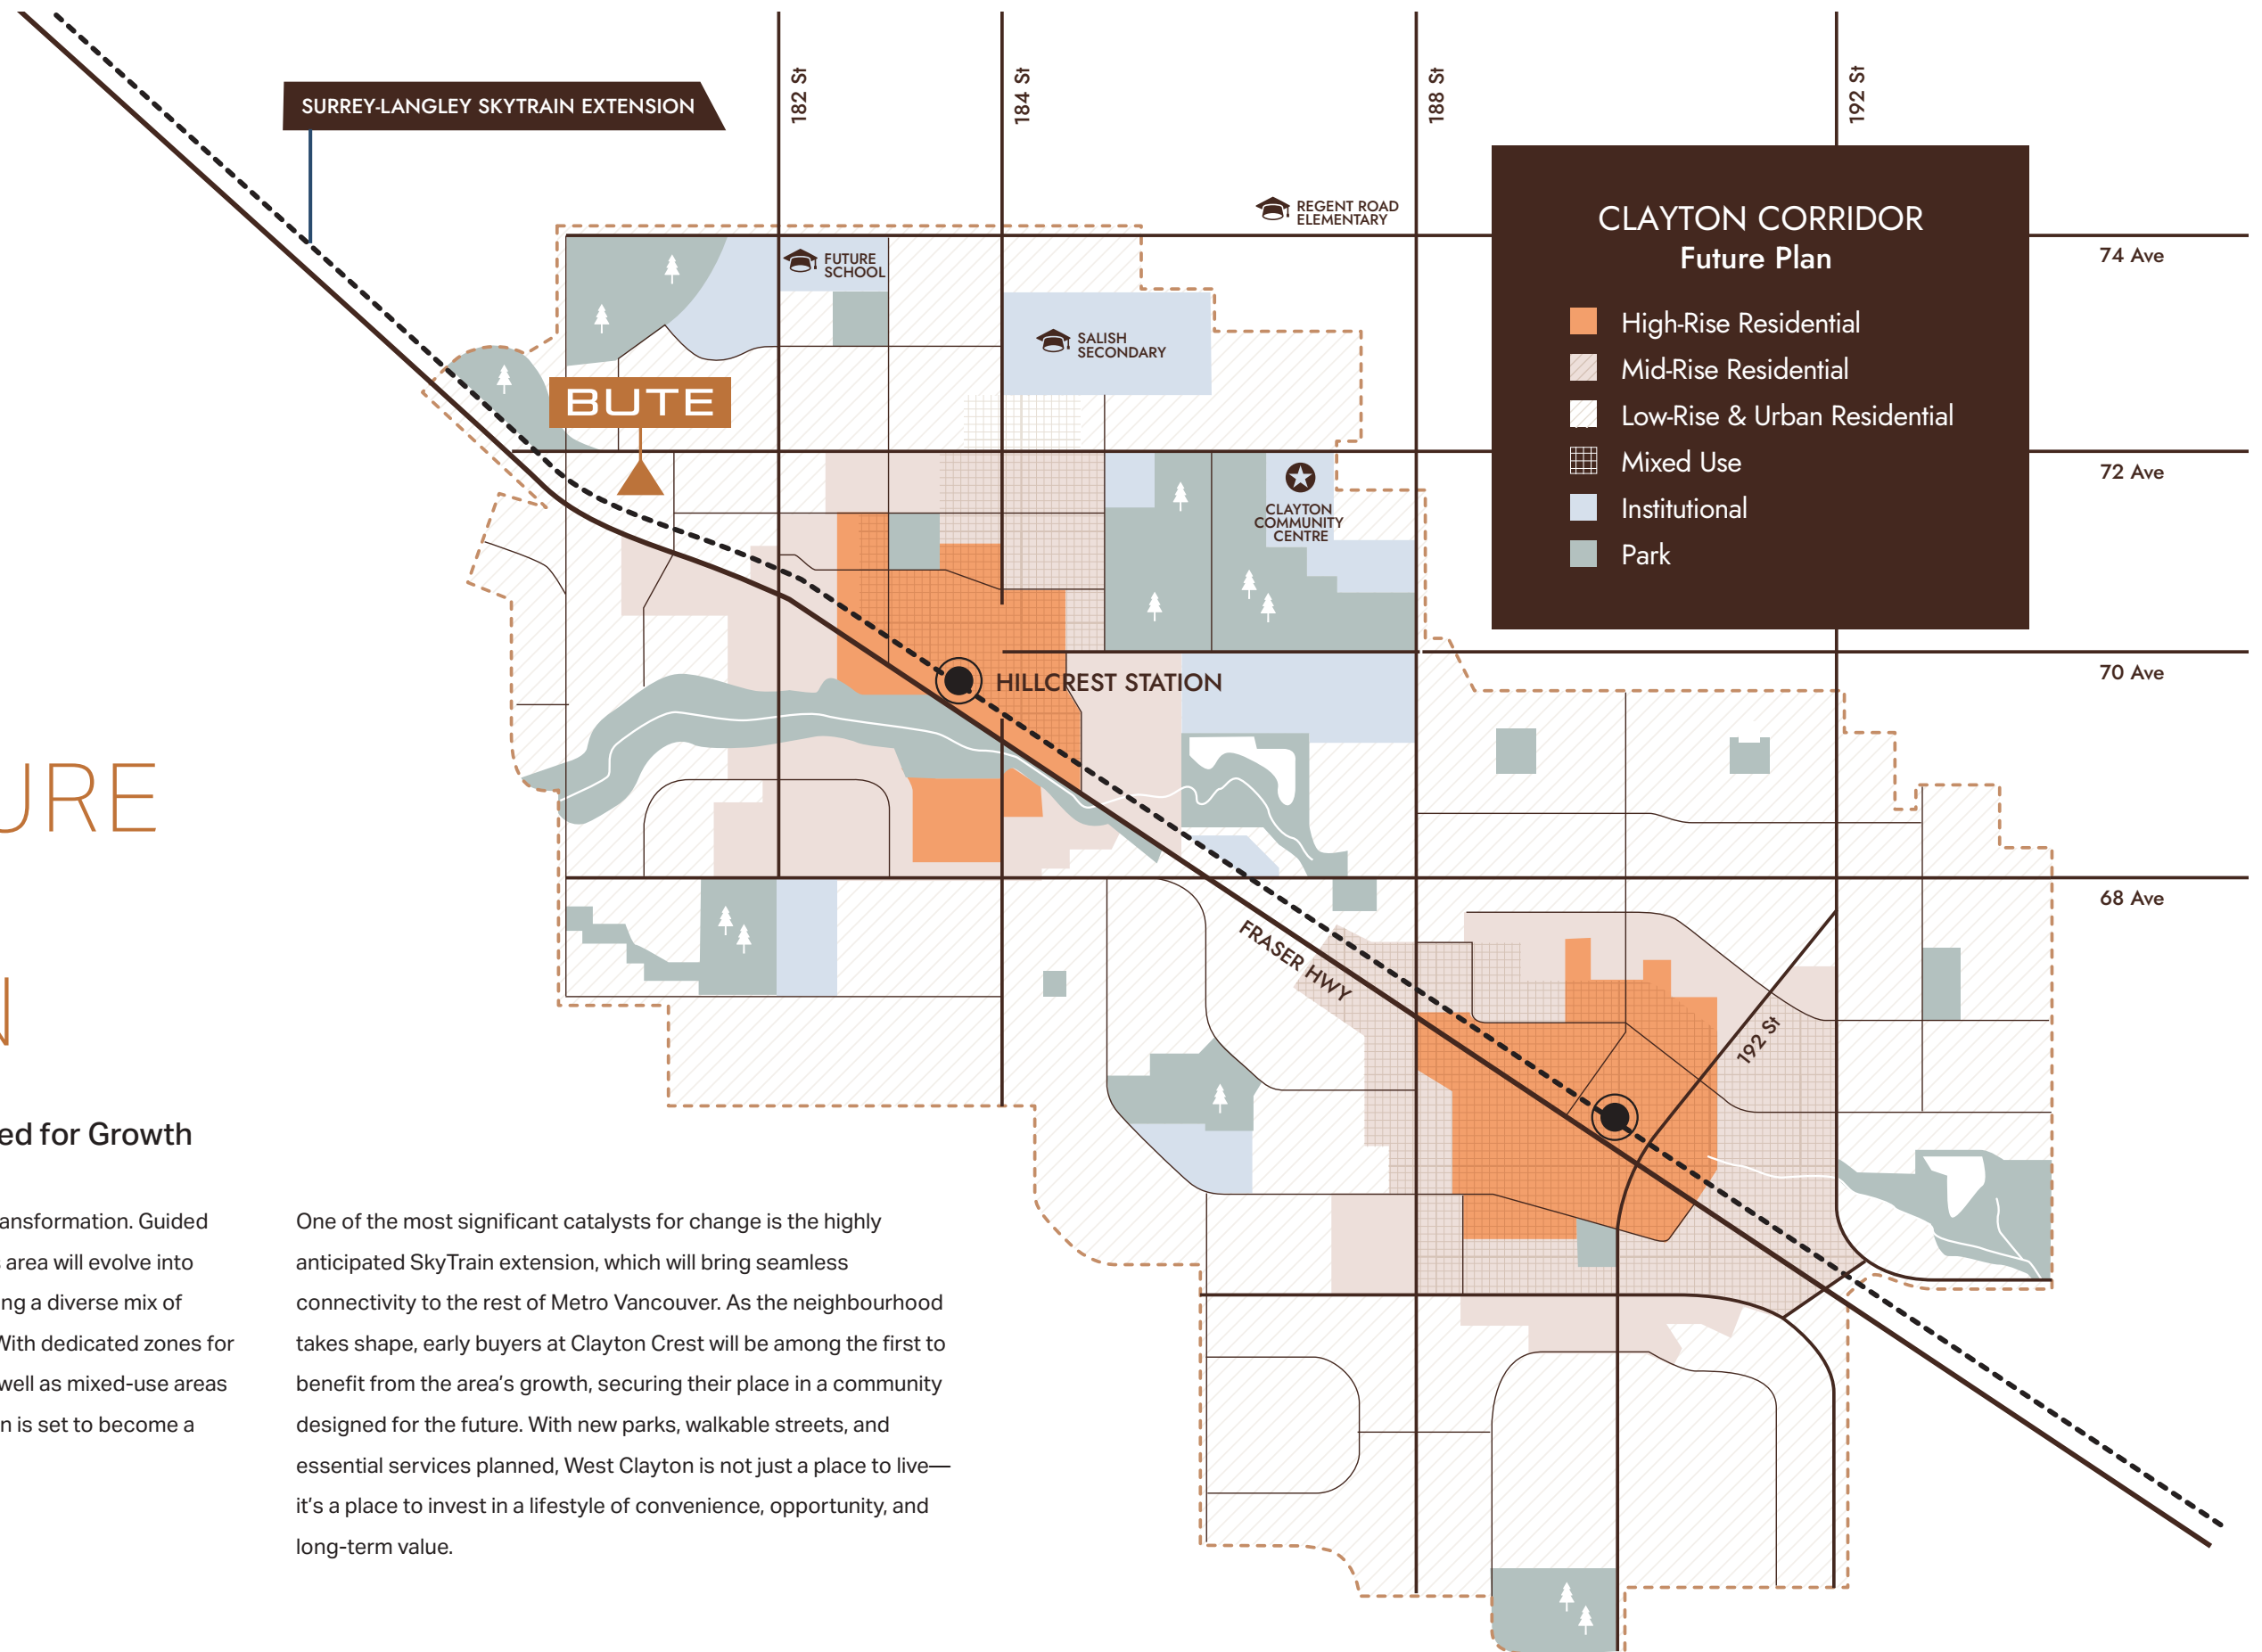 SURREY-LANGLEY SKYTRAIN EXTENSION
182 St
184 St
188 St
192 St
REGENT ROAD
ELEMENTARY
74 Ave
FUTURE
SCHOOL
SALISH
SECONDARY
BUTE
72 Ave
CLAYTON
COMMUNITY
CENTRE
CLAYTON CORRIDOR
Future Plan
High-Rise Residential
Mid-Rise Residential
Low-Rise & Urban Residential
Mixed Use
Institutional
Park
HILLCREST STATION
70 Ave
68 Ave
FRASER HWY
192 St
URE
N
ed for Growth
ansformation. Guided
area will evolve into
ng a diverse mix of
With dedicated zones for
well as mixed-use areas
n is set to become a
One of the most significant catalysts for change is the highly
anticipated SkyTrain extension, which will bring seamless
connectivity to the rest of Metro Vancouver. As the neighbourhood
takes shape, early buyers at Clayton Crest will be among the first to
benefit from the area's growth, securing their place in a community
designed for the future. With new parks, walkable streets, and
essential services planned, West Clayton is not just a place to live—
it's a place to invest in a lifestyle of convenience, opportunity, and
long-term value.